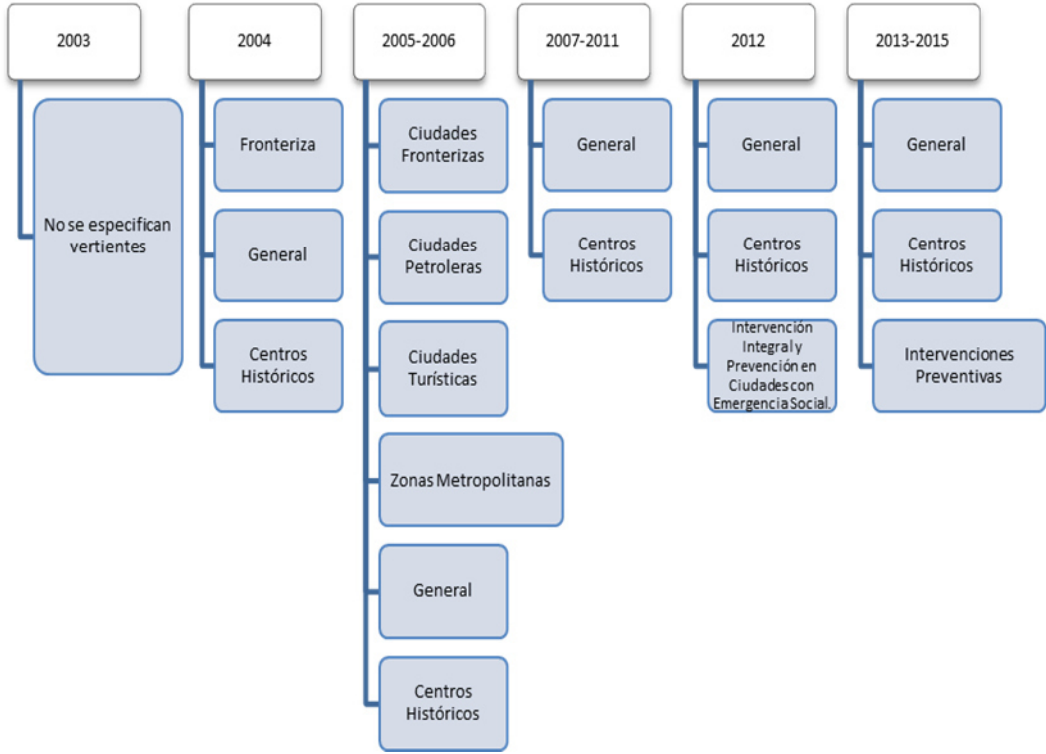 2003
No se especifican
vertientes
2004
Fronteriza
General
Centros
Históricos
2005-2006
Ciudades
Fronterizas
Ciudades
Petroleras
Ciudades
Turísticas
Zonas Metropolitanas
General
Centros
Históricos
2007-2011
General
Centros
Históricos
2012
General
Centros
Históricos
Intervención
Integral y
Prevención en
Ciudades con
Emergencia Social.
2013-2015
General
Centros
Históricos
Intervenciones
Preventivas